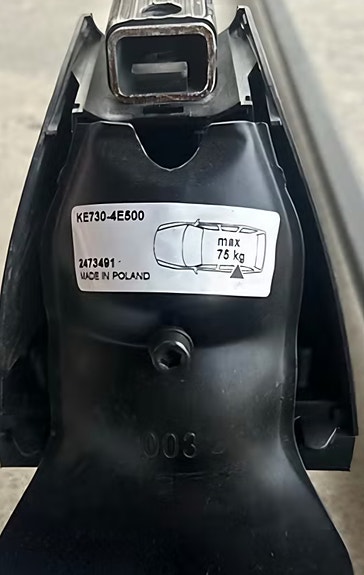 KE730-4E500
max
75 kg
2473491
MADE IN POLAND
003